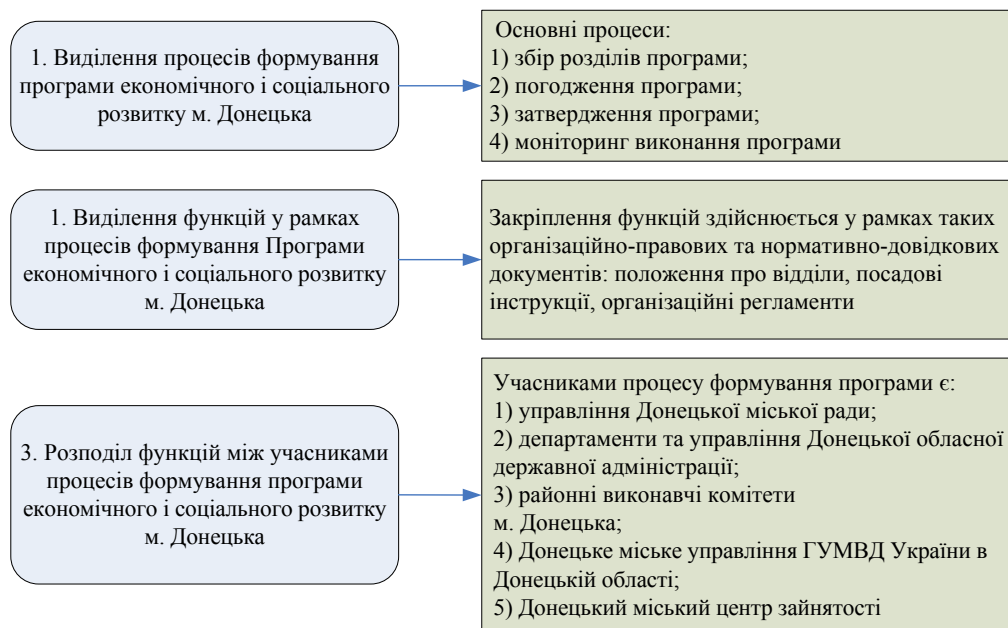 1. Виділення процесів формування
програми економічного і соціального
розвитку м. Донецька
Основні процеси:
1) збір розділів програми;
2) погодження програми;
3) затвердження програми;
4) моніторинг виконання програми
1. Виділення функцій у рамках
процесів формування Програми
економічного і соціального розвитку
м. Донецька
Закріплення функцій здійснюється у рамках таких
організаційно-правових та нормативно-довідкових
документів: положення про відділи, посадові
інструкції, організаційні регламенти
3. Розподіл функцій між учасниками
процесів формування програми
економічного і соціального розвитку
м. Донецька
Учасниками процесу формування програми є:
1) управління Донецької міської ради;
2) департаменти та управління Донецької обласної
державної адміністрації;
3) районні виконавчі комітети
м. Донецька;
4) Донецьке міське управління ГУМВД України в
Донецькій області;
5) Донецький міський центр зайнятості